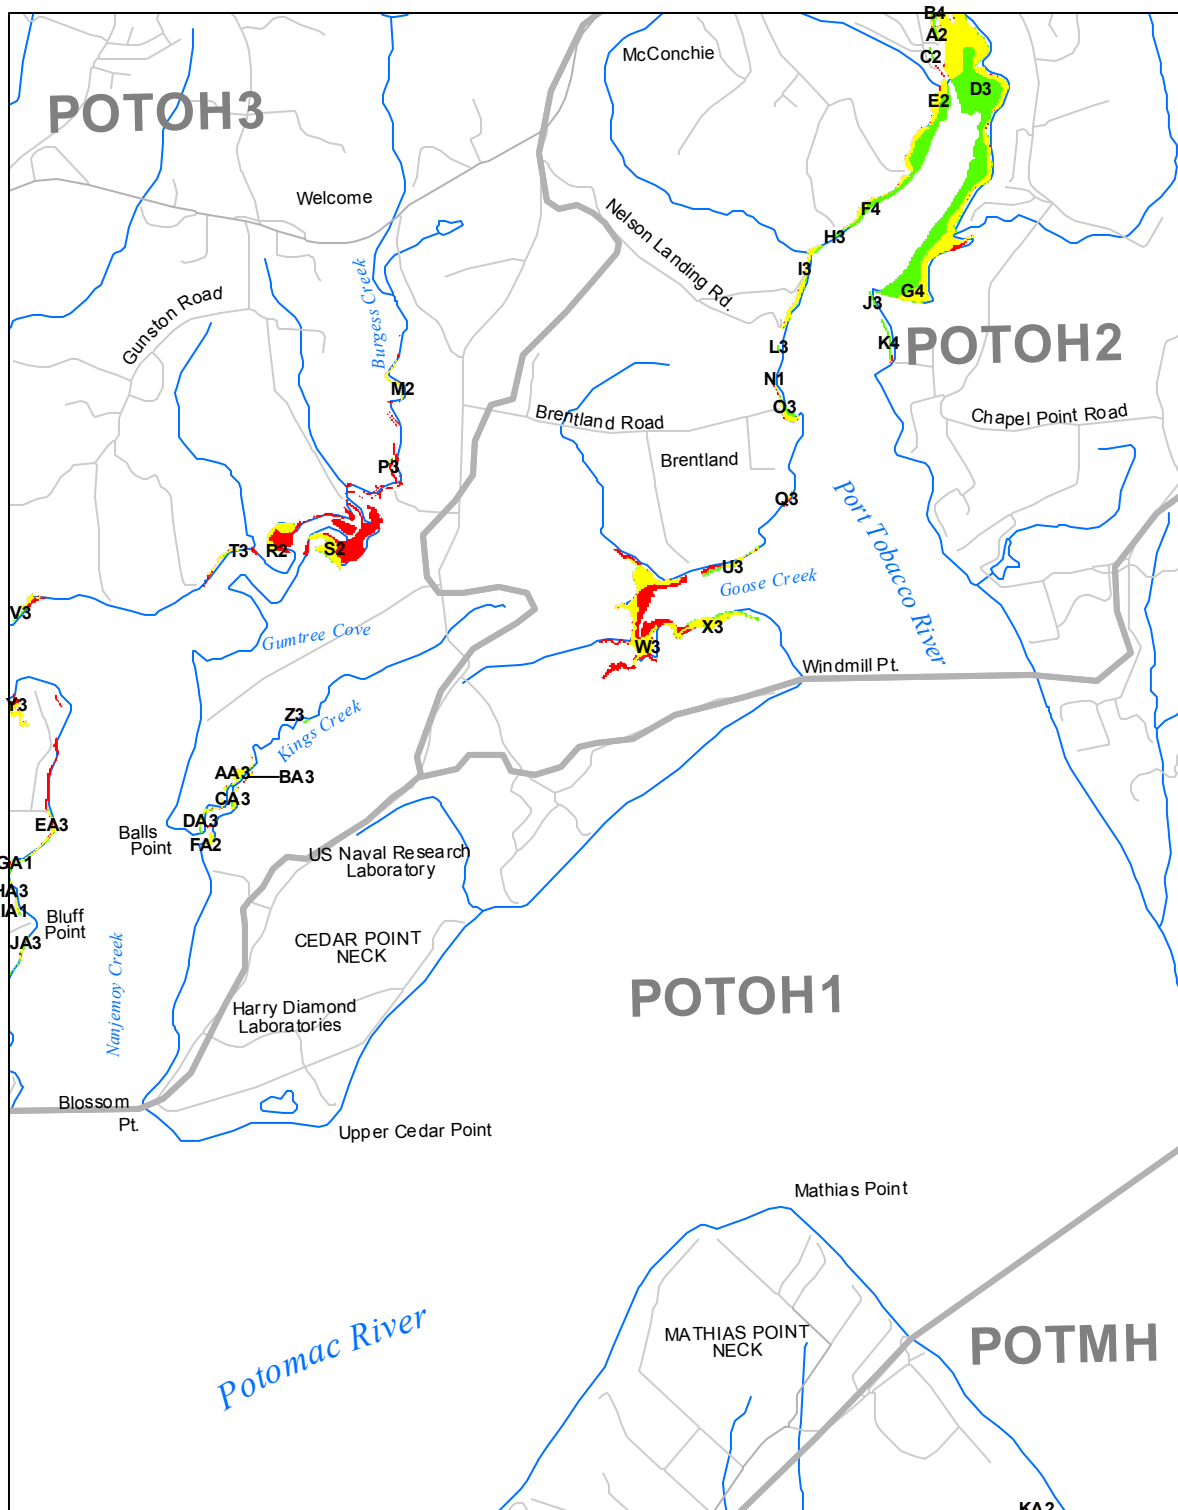 B4
A2
McConchie
C2
D3
POTOH3
E2
Welcome
Nelson Landing Rd.
F4
H3
I3
Burgess Creek
G4
J3
Gunston Road
K4
POTOH2
L3
M2
N1
O3
Brentland Road
Chapel Point Road
Brentland
P3
Q3
Port Tobacco River
T3
R2
S2
U3
Goose Creek
V3
X3
Gumtree Cove
W3
Windmill Pt.
Y3
Z3
Kings Creek
AA3
BA3
CA3
DA3
EA3
Balls
Point
FA2
US Naval Research
Laboratory
GA1
HA3
IA1
Bluff
Point
JA3
CEDAR POINT
NECK
Nanjemoy Creek
POTOH1
Harry Diamond
Laboratories
Blossom
Pt.
Upper Cedar Point
Mathias Point
Potomac River
MATHIAS POINT
NECK
POTMH
KA2